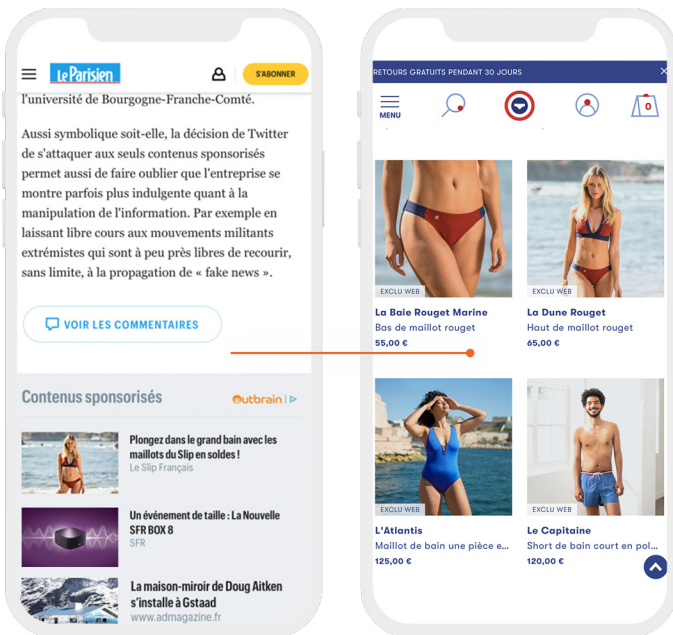 Le Parisien
S'ABONNER
l'université de Bourgogne-Franche-Comté.
Aussi symbolique soit-elle, la décision de Twitter
de s'attaquer aux seuls contenus sponsorisés
permet aussi de faire oublier que l'entreprise se
montre parfois plus indulgente quant à la
manipulation de l'information. Par exemple en
laissant libre cours aux mouvements militants
extrémistes qui sont à peu près libres de recourir,
sans limite, à la propagation de « fake news ».
VOIR LES COMMENTAIRES
Contenus sponsorisés
Outbrain
Plongez dans le grand bain avec les
maillots du Slip en soldes !
Le Slip Français
Un événement de taille : La Nouvelle
SFR BOX 8
SFR
La maison-miroir de Doug Aitken
s'installe à Gstaad
www.admagazine.fr
RETOURS GRATUITS PENDANT 30 JOURS
MENU
0
EXCLU WEB
La Baie Rouget Marine
Bas de maillot rouget
55,00 €
EXCLU WEB
La Dune Rouget
Haut de maillot rouget
65,00 €
EXCLU WEB
L'Atlantis
Maillot de bain une pièce e...
125,00 €
EXCLU WEB
Le Capitaine
Short de bain court en pol...
120,00 €